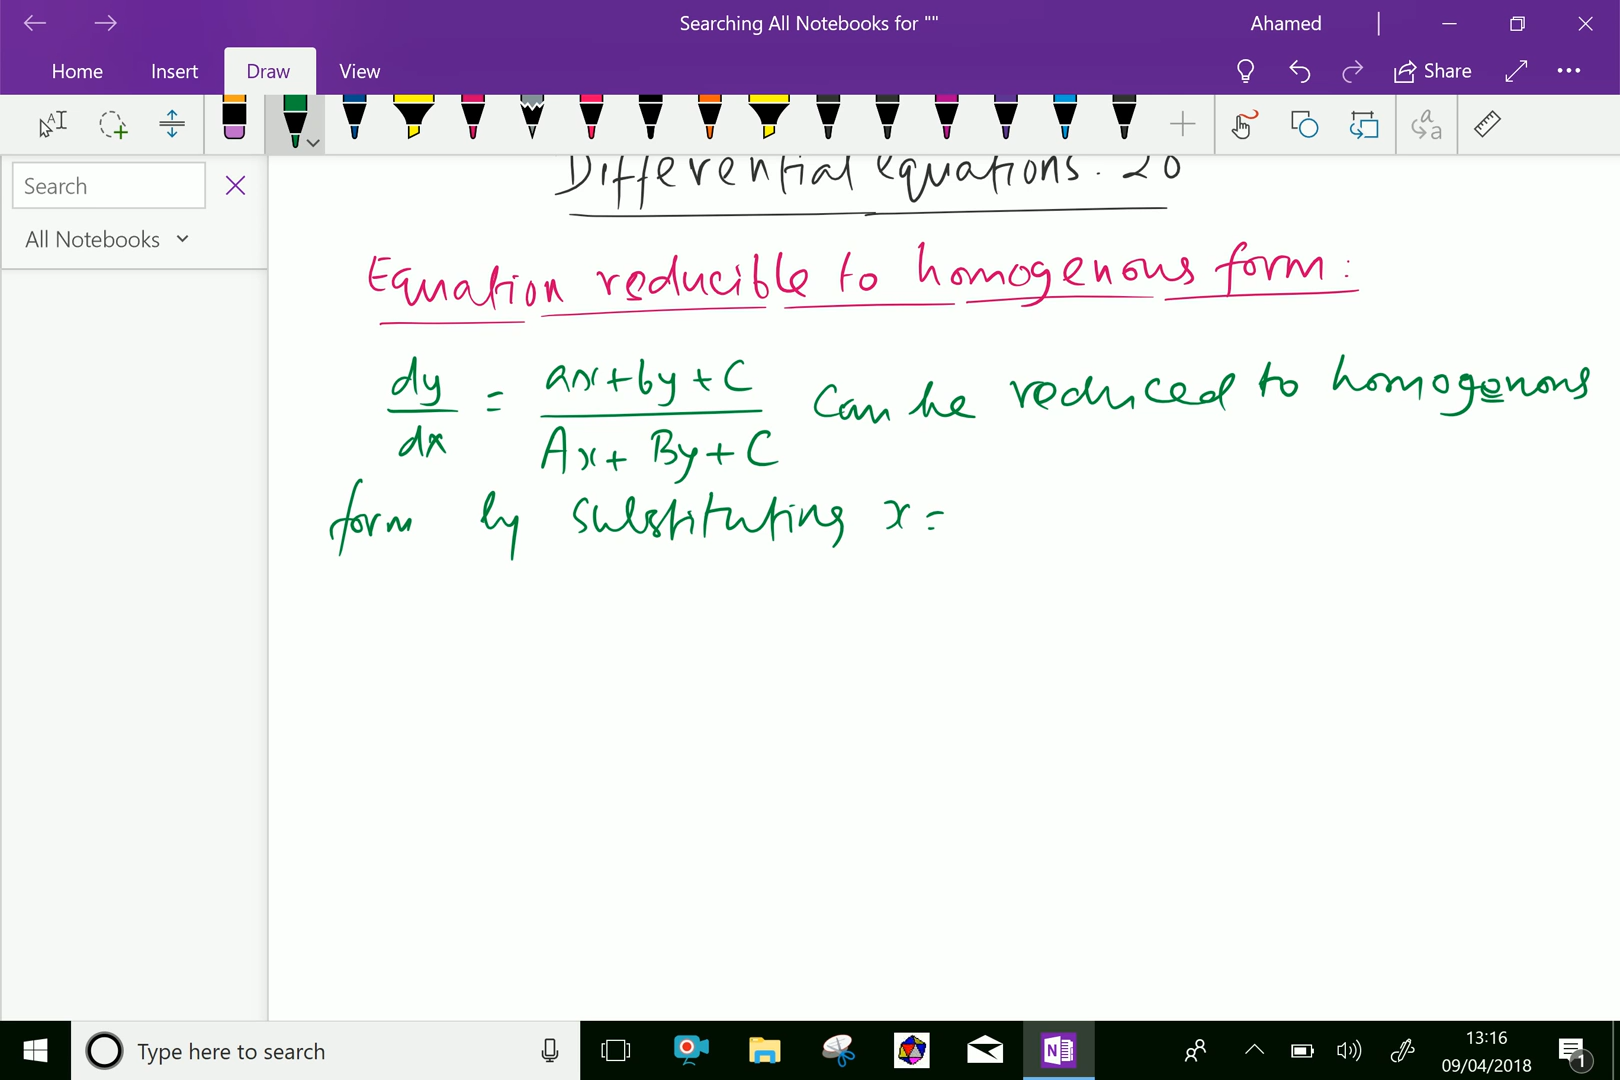 Searching All Notebooks for ""
Ahamed
Home Insert Draw View
Share
Search
All Notebooks
Differential equations. 20
Equation reducible to homogenous form:
dy/dx = ax+by+C/Ax+By+C can be reduced to homogenous
form by substituting x=
Type here to search
13:16
09/04/2018
1